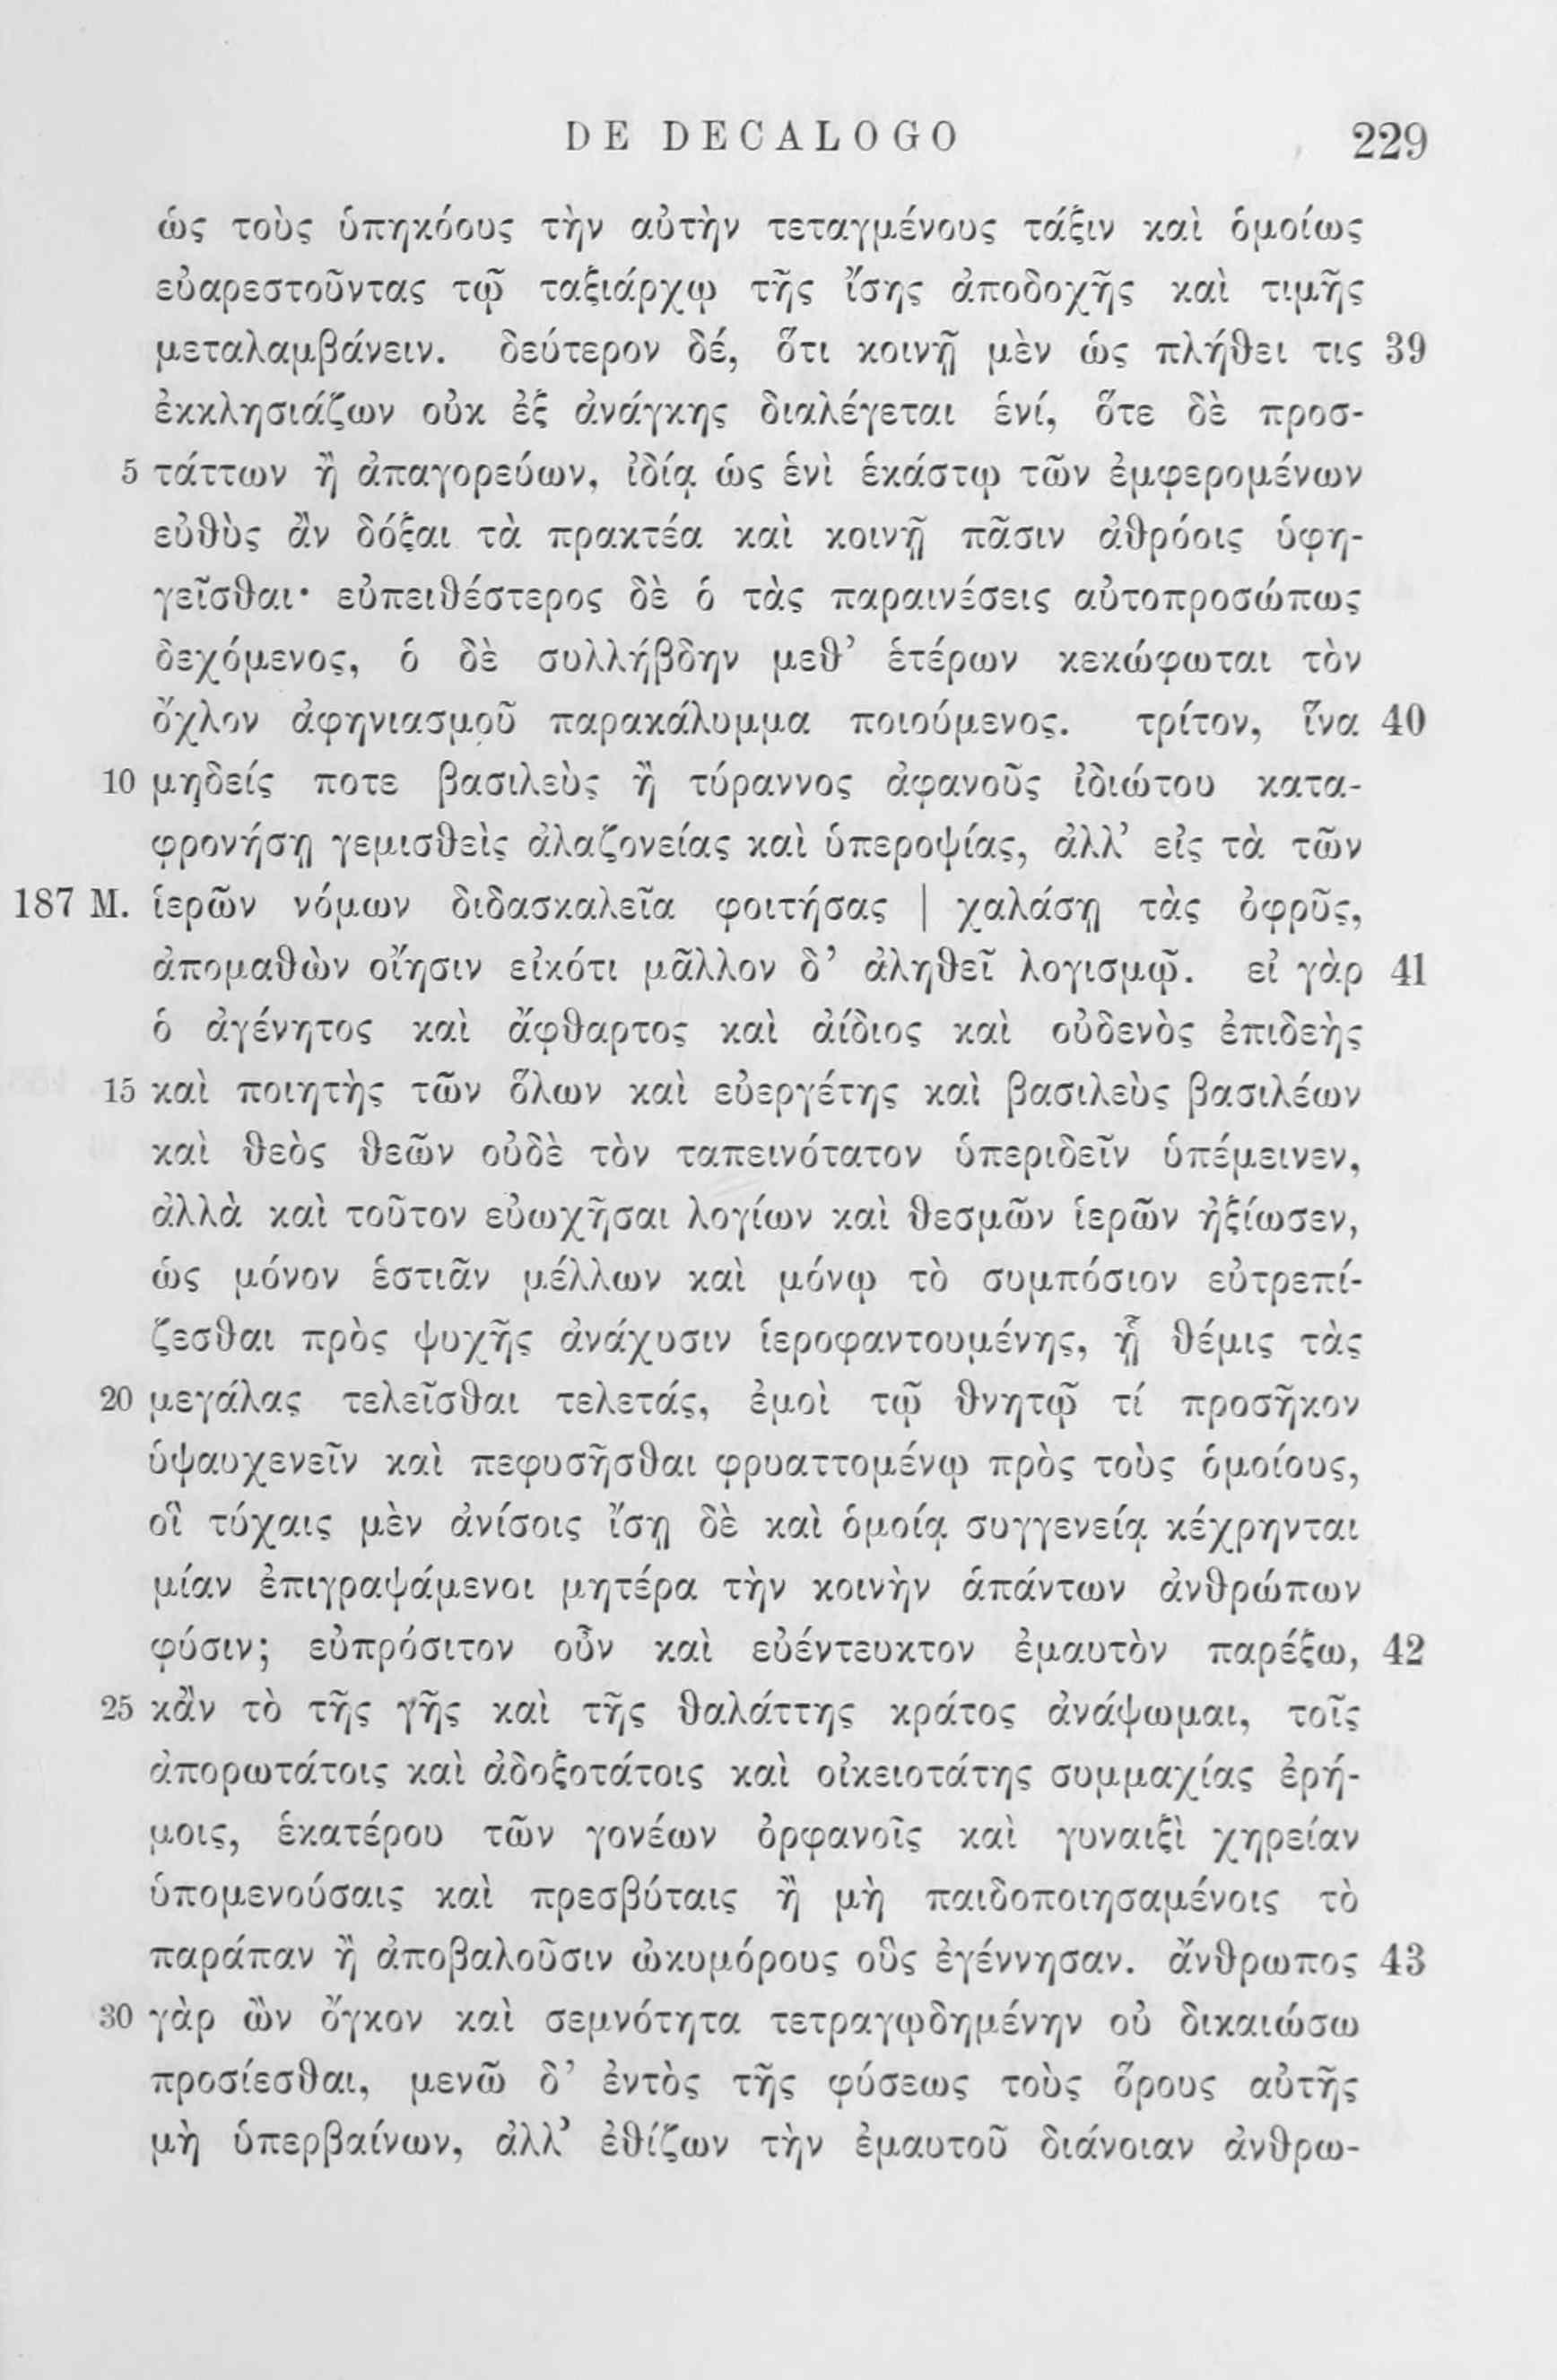 DE DECALOGO 229
ὡς τοὺς ὑπηκόους τὴν αὐτὴν τεταγμένους τάξιν καὶ ὁμοίως
εὐαρεστοῦντας τῷ ταξιάρχῳ τῆς ἴσης ἀποδοχῆς καὶ τιμῆς
μεταλαμβάνειν. δεύτερον δέ, ὅτι κοινῇ μὲν ὡς πλήθει τις 39
ἐκκλησιάζων οὐκ ἐξ ἀνάγκης διαλέγεται ἑνί, ὅτε δὲ προσ-
5 τάττων ἢ ἀπαγορεύων, ἰδίᾳ ὡς ἑνὶ ἑκάστῳ τῶν ἐμφερομένων
εὐθὺς ἂν δόξαι τὰ πρακτέα καὶ κοινῇ πᾶσιν ἀθρόοις ὑφη-
γεῖσθαι· εὐπειθέστερος δὲ ὁ τὰς παραινέσεις αὐτοπροσώπως
δεχόμενος, ὁ δὲ συλλήβδην μεθ’ ἑτέρων κεκώφωται τὸν
ὄχλον ἀφηνιασμοῦ παρακάλυμμα ποιούμενος. τρίτον, ἵνα 40
10 μηδείς ποτε βασιλεὺς ἢ τύραννος ἀφανοῦς ἰδιώτου κατα-
φρονήσῃ γεμισθεὶς ἀλαζονείας καὶ ὑπεροψίας, ἀλλ’ εἰς τὰ τῶν
187 M. ἱερῶν νόμων διδασκαλεῖα φοιτήσας | χαλάσῃ τὰς ὀφρῦς,
ἀπομαθὼν οἴησιν εἰκότι μᾶλλον δ’ ἀληθεῖ λογισμῷ. εἰ γὰρ 41
ὁ ἀγένητος καὶ ἄφθαρτος καὶ ἀίδιος καὶ οὐδενὸς ἐπιδεὴς
15 καὶ ποιητὴς τῶν ὅλων καὶ εὐεργέτης καὶ βασιλεὺς βασιλέων
καὶ θεὸς θεῶν οὐδὲ τὸν ταπεινότατον ὑπεριδεῖν ὑπέμεινεν,
ἀλλὰ καὶ τοῦτον εὐωχῆσαι λογίων καὶ θεσμῶν ἱερῶν ἠξίωσεν,
ὡς μόνον ἑστιᾶν μέλλων καὶ μόνῳ τὸ συμπόσιον εὐτρεπί-
ζεσθαι πρὸς ψυχῆς ἀνάχυσιν ἱεροφαντουμένης, ᾗ θέμις τὰς
20 μεγάλας τελεῖσθαι τελετάς, ἐμοὶ τῷ θνητῷ τί προσῆκον
ὑψαυχενεῖν καὶ πεφυσῆσθαι φρυαττομένῳ πρὸς τοὺς ὁμοίους,
οἳ τύχαις μὲν ἀνίσοις ἴσῃ δὲ καὶ ὁμοίᾳ συγγενείᾳ κέχρηνται
μίαν ἐπιγραψάμενοι μητέρα τὴν κοινὴν ἁπάντων ἀνθρώπων
φύσιν; εὐπρόσιτον οὖν καὶ εὐέντευκτον ἐμαυτὸν παρέξω, 42
25 κἂν τὸ τῆς γῆς καὶ τῆς θαλάττης κράτος ἀνάψωμαι, τοῖς
ἀπορωτάτοις καὶ ἀδοξοτάτοις καὶ οἰκειοτάτης συμμαχίας ἐρή-
μοις, ἑκατέρου τῶν γονέων ὀρφανοῖς καὶ γυναιξὶ χηρείαν
ὑπομενούσαις καὶ πρεσβύταις ἢ μὴ παιδοποιησαμένοις τὸ
παράπαν ἢ ἀποβαλοῦσιν ὠκυμόρους οὓς ἐγέννησαν. ἄνθρωπος 43
30 γὰρ ὢν ὄγκον καὶ σεμνότητα τετραγῳδημένην οὐ δικαιώσω
προσίεσθαι, μενῶ δ’ ἐντὸς τῆς φύσεως τοὺς ὅρους αὐτῆς
μὴ ὑπερβαίνων, ἀλλ’ ἐθίζων τὴν ἐμαυτοῦ διάνοιαν ἀνθρω-